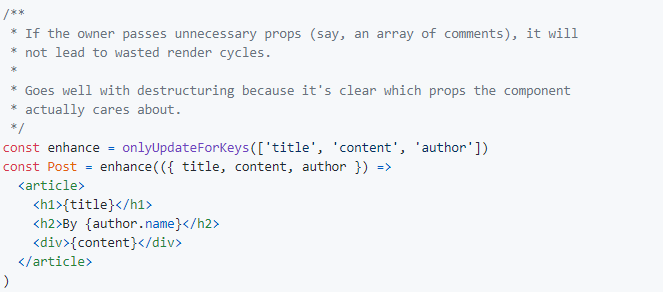 /**
 * If the owner passes unnecessary props (say, an array of comments), it will
 * not lead to wasted render cycles.
 *
 * Goes well with destructuring because it's clear which props the component
 * actually cares about.
 */
const enhance = onlyUpdateForKeys(['title', 'content', 'author'])
const Post = enhance(({ title, content, author }) =>
  <article>
    <h1>{title}</h1>
    <h2>By {author.name}</h2>
    <div>{content}</div>
  </article>
)